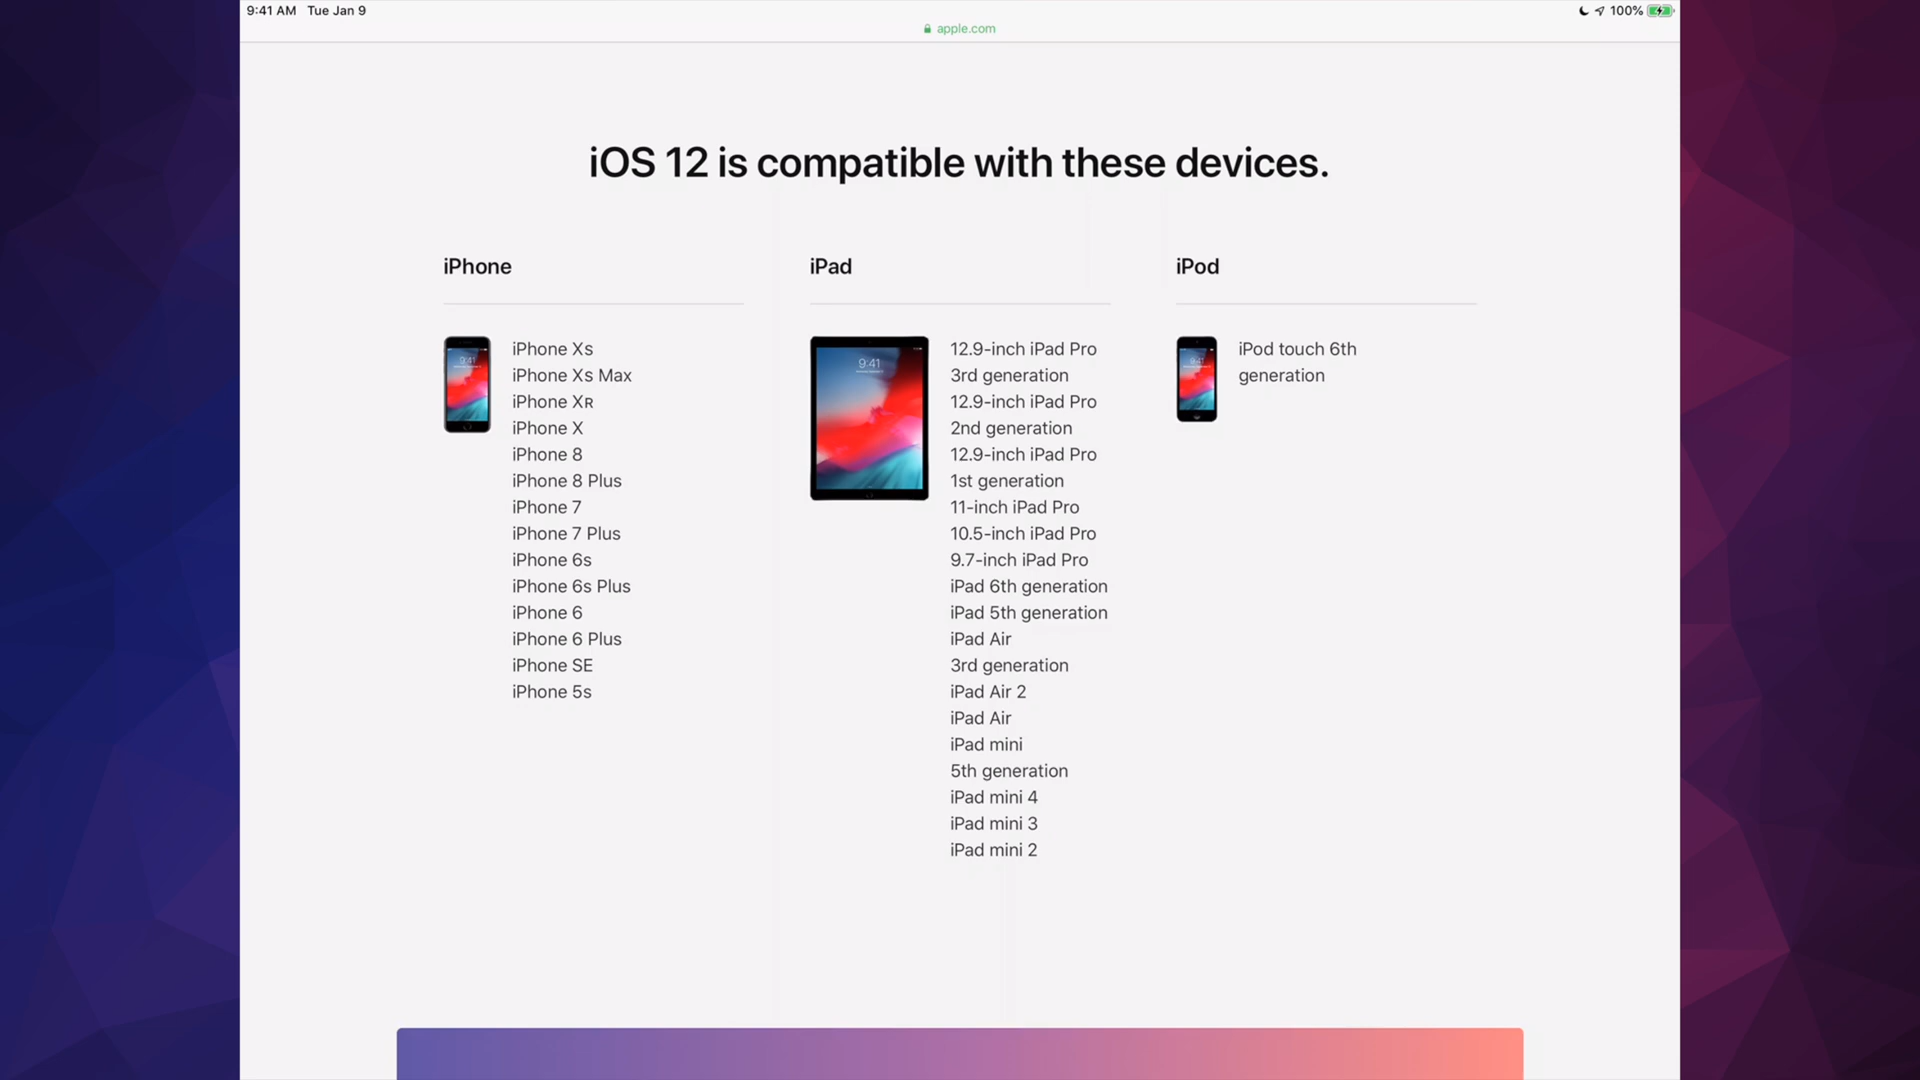 9:41 AM Tue Jan 9
100%
apple.com
iOS 12 is compatible with these devices.
iPhone
iPhone Xs
iPhone Xs Max
iPhone XR
iPhone X
iPhone 8
iPhone 8 Plus
iPhone 7
iPhone 7 Plus
iPhone 6s
iPhone 6s Plus
iPhone 6
iPhone 6 Plus
iPhone SE
iPhone 5s
iPad
9:41
12.9-inch iPad Pro
3rd generation
12.9-inch iPad Pro
2nd generation
12.9-inch iPad Pro
1st generation
11-inch iPad Pro
10.5-inch iPad Pro
9.7-inch iPad Pro
iPad 6th generation
iPad 5th generation
iPad Air
3rd generation
iPad Air 2
iPad Air
iPad mini
5th generation
iPad mini 4
iPad mini 3
iPad mini 2
iPod
iPod touch 6th
generation